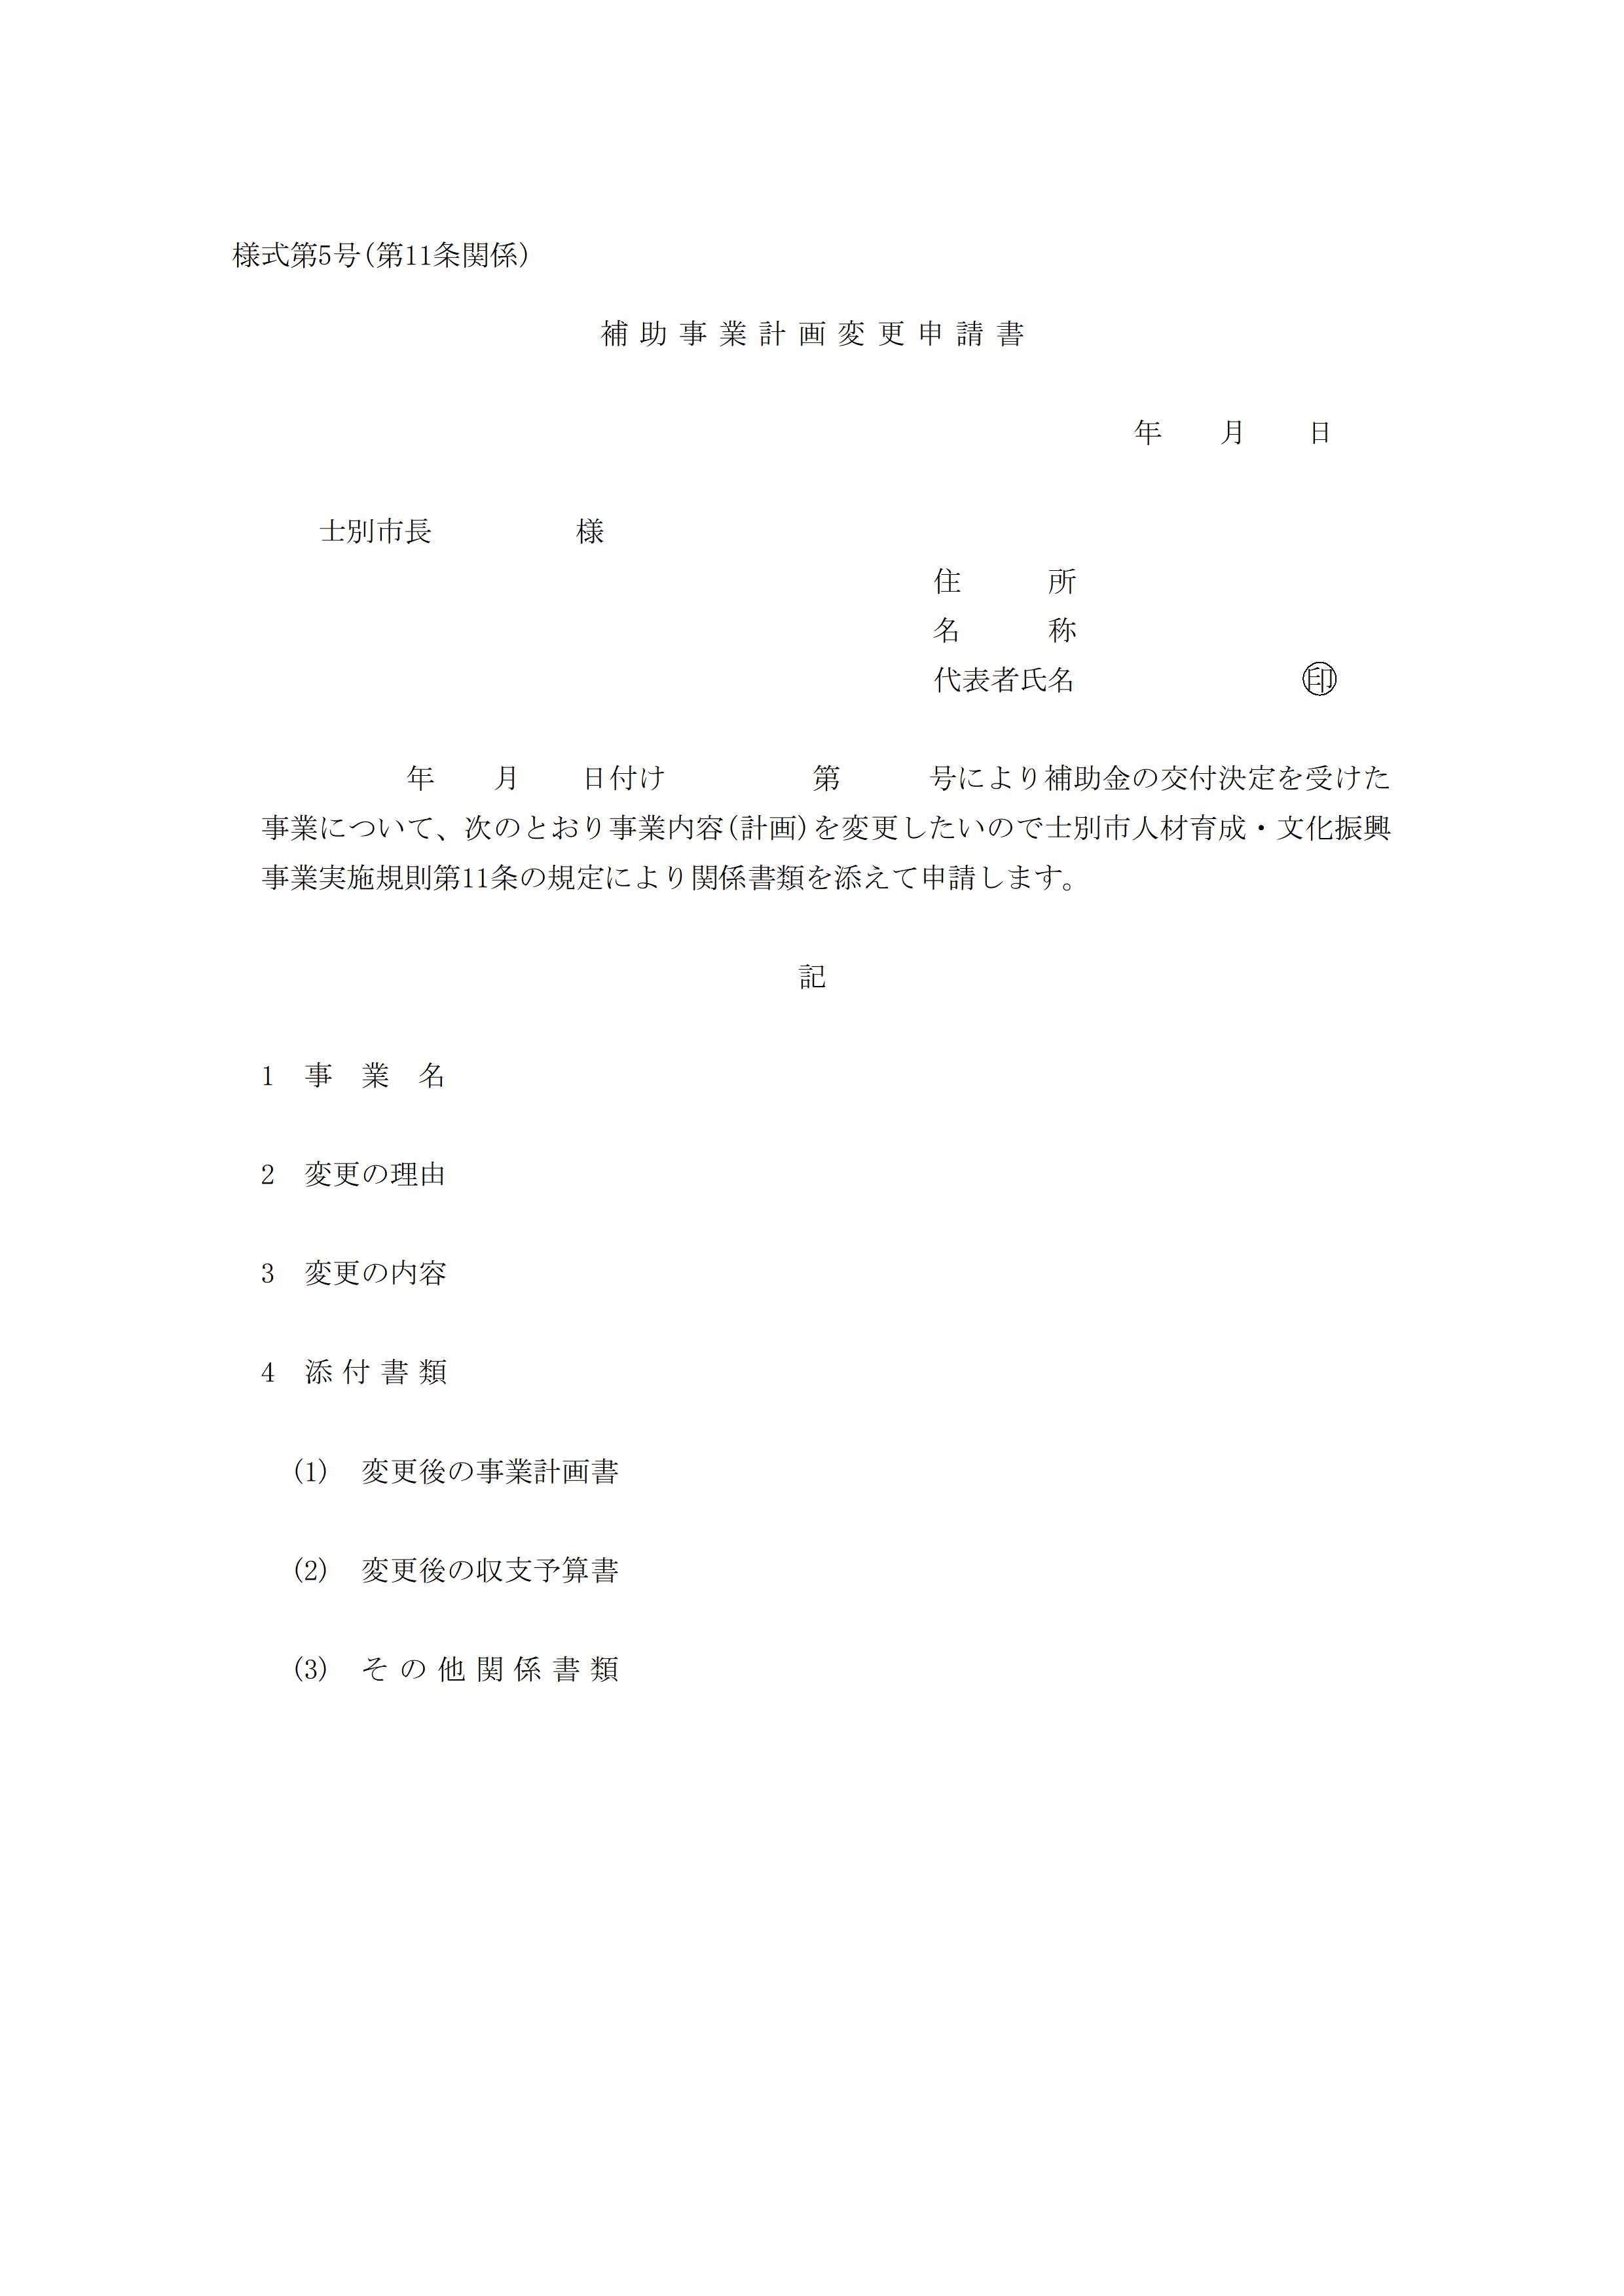 様式第5号(第11条関係)
補助事業計画変更申請書
年　　月　　日
士別市長　　　　　様
住　　　所
名　　　称
代表者氏名　　　　　　　　㊞
年　　月　　日付け　　　　　第　　　号により補助金の交付決定を受けた
事業について、次のとおり事業内容(計画)を変更したいので士別市人材育成・文化振興
事業実施規則第11条の規定により関係書類を添えて申請します。
記
1　事　業　名
2　変更の理由
3　変更の内容
4　添付書類
(1)　変更後の事業計画書
(2)　変更後の収支予算書
(3)　その他関係書類